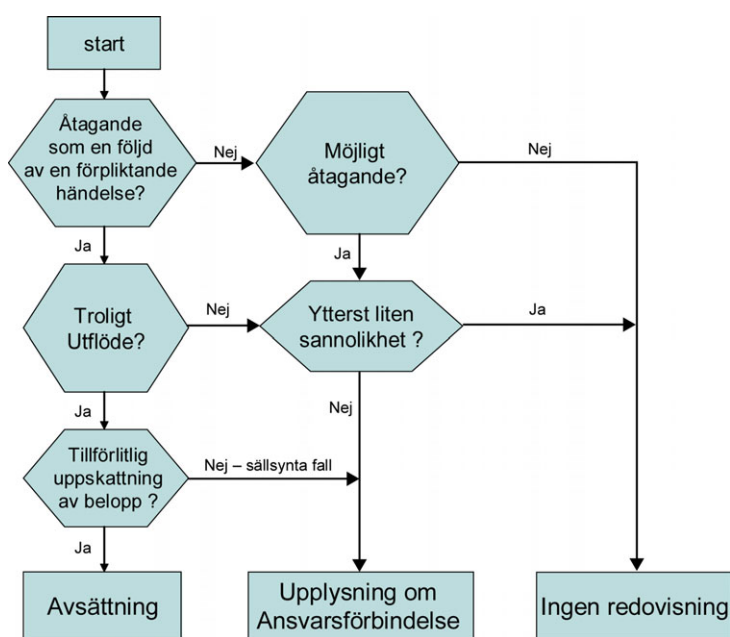 start
Åtagande
som en följd
av en förpliktande
händelse?
Nej
Möjligt
åtagande?
Nej
Ja
Ja
Troligt
Utflöde?
Nej
Ytterst liten
sannolikhet ?
Ja
Ja
Nej
Tillförlitlig
uppskattning
av belopp ?
Nej – sällsynta fall
Ja
Avsättning
Upplysning om
Ansvarsförbindelse
Ingen redovisning